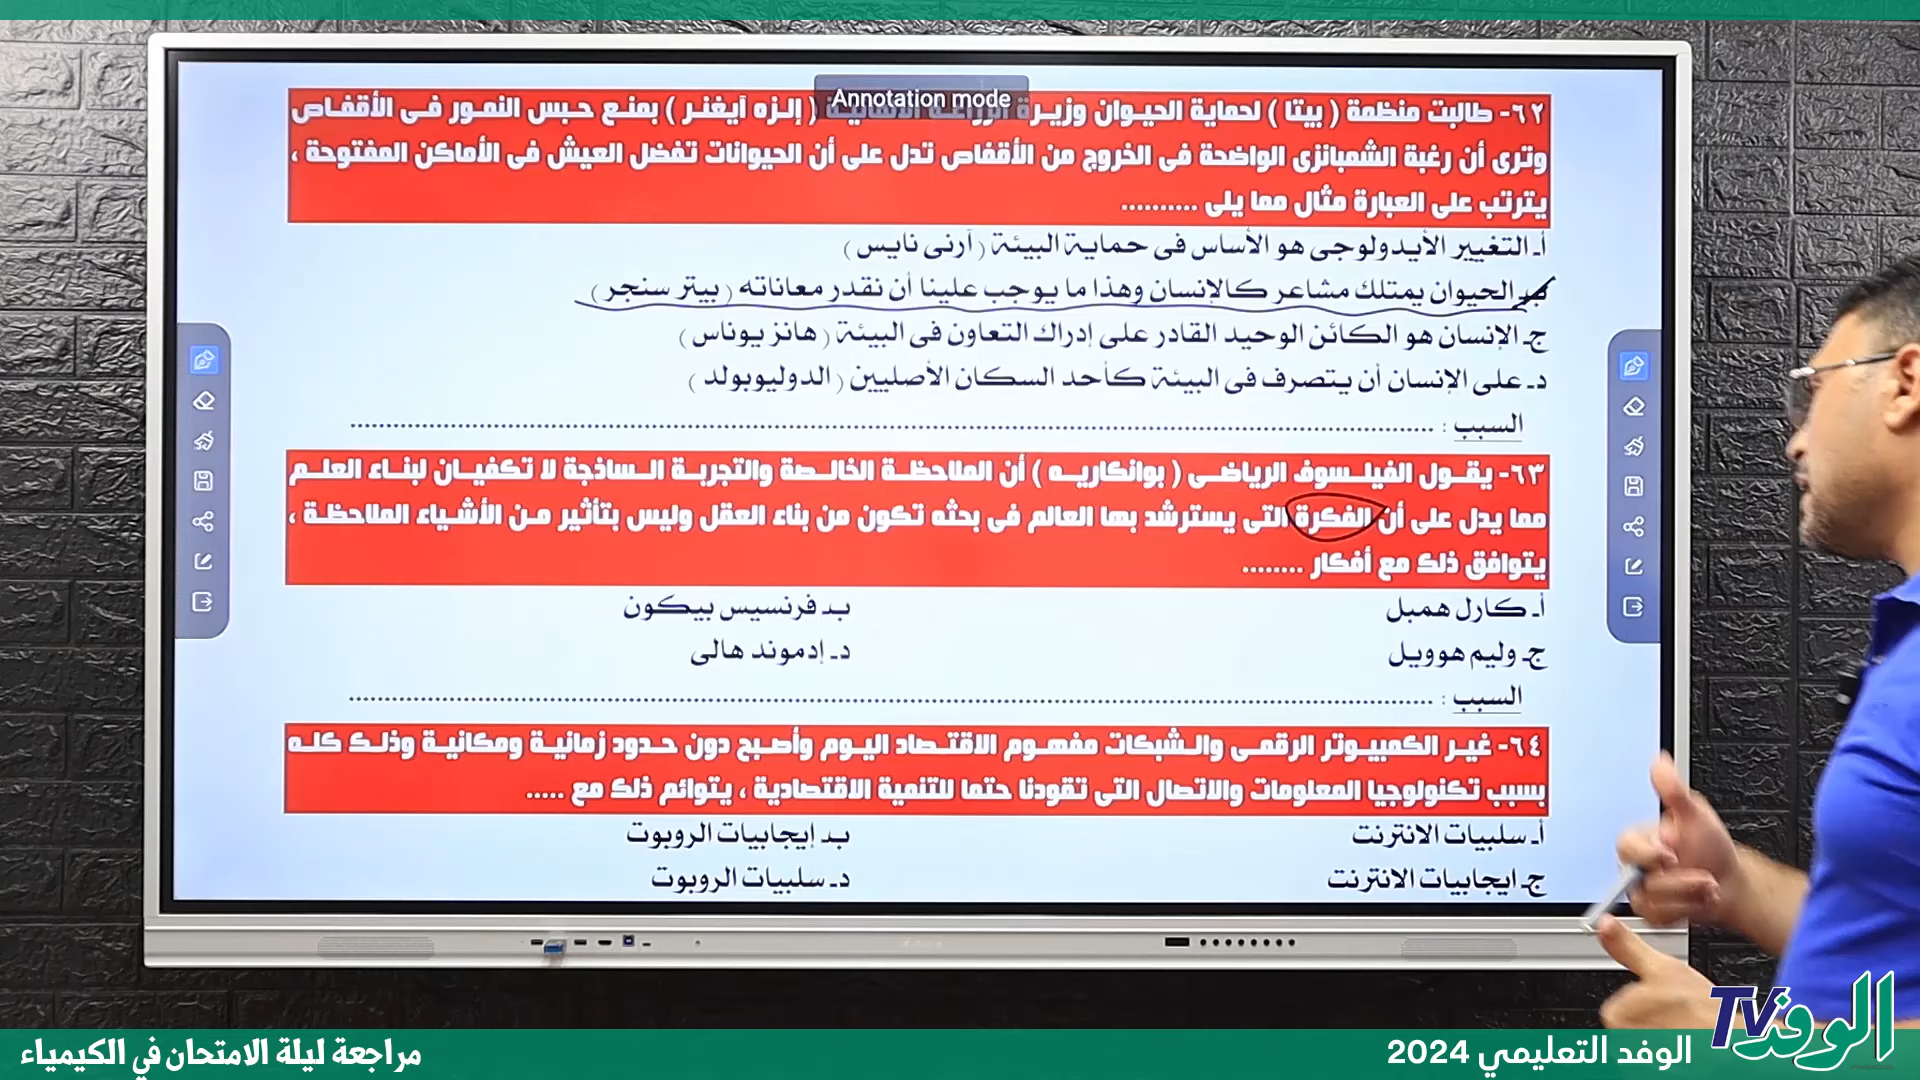 Annotation mode
٦٢- طالبت منظمة ( بيتا ) لحماية الحيوان وزيرة الزراعة الألمانية ( إلزه آيغنر ) بمنع حبس النمور فى الأقفاص
وترى أن رغبة الشمبانزى الواضحة فى الخروج من الأقفاص تدل على أن الحيوانات تفضل العيش فى الأماكن المفتوحة ،
يترتب على العبارة مثال مما يلى ..........
أ- التغيير الأيدولوجى هو الأساس فى حماية البيئة ( آرنى نايس )
ب- الحيوان يمتلك مشاعر كالإنسان وهذا ما يوجب علينا أن نقدر معاناته ( بيتر سنجر )
ج- الإنسان هو الكائن الوحيد القادر على إدراك التعاون فى البيئة ( هانز يوناس )
د- على الإنسان أن يتصرف فى البيئة كأحد السكان الأصليين ( الدوليوبولد )
السبب : ..........................................................................................
٦٣- يقول الفيلسوف الرياضى ( بوانكاريه ) أن الملاحظة الخالصة والتجربة الساذجة لا تكفيان لبناء العلم
مما يدل على أن الفكرة التى يسترشد بها العالم فى بحثه تكون من بناء العقل وليس بتأثير من الأشياء الملاحظة ،
يتوافق ذلك مع أفكار ........
أ- كارل همبل ب- فرنسيس بيكون
ج- وليم هوويل د- إدموند هالى
السبب : ..........................................................................................
٦٤- غير الكمبيوتر الرقمى والشبكات مفهوم الاقتصاد اليوم وأصبح دون حدود زمانية ومكانية وذلك كله
بسبب تكنولوجيا المعلومات والاتصال التى تقودنا حتما للتنمية الاقتصادية ، يتوائم ذلك مع .....
أ- سلبيات الانترنت ب- إيجابيات الروبوت
ج- ايجابيات الانترنت د- سلبيات الروبوت
الوفد TV
الوفد التعليمي 2024
مراجعة ليلة الامتحان في الكيمياء